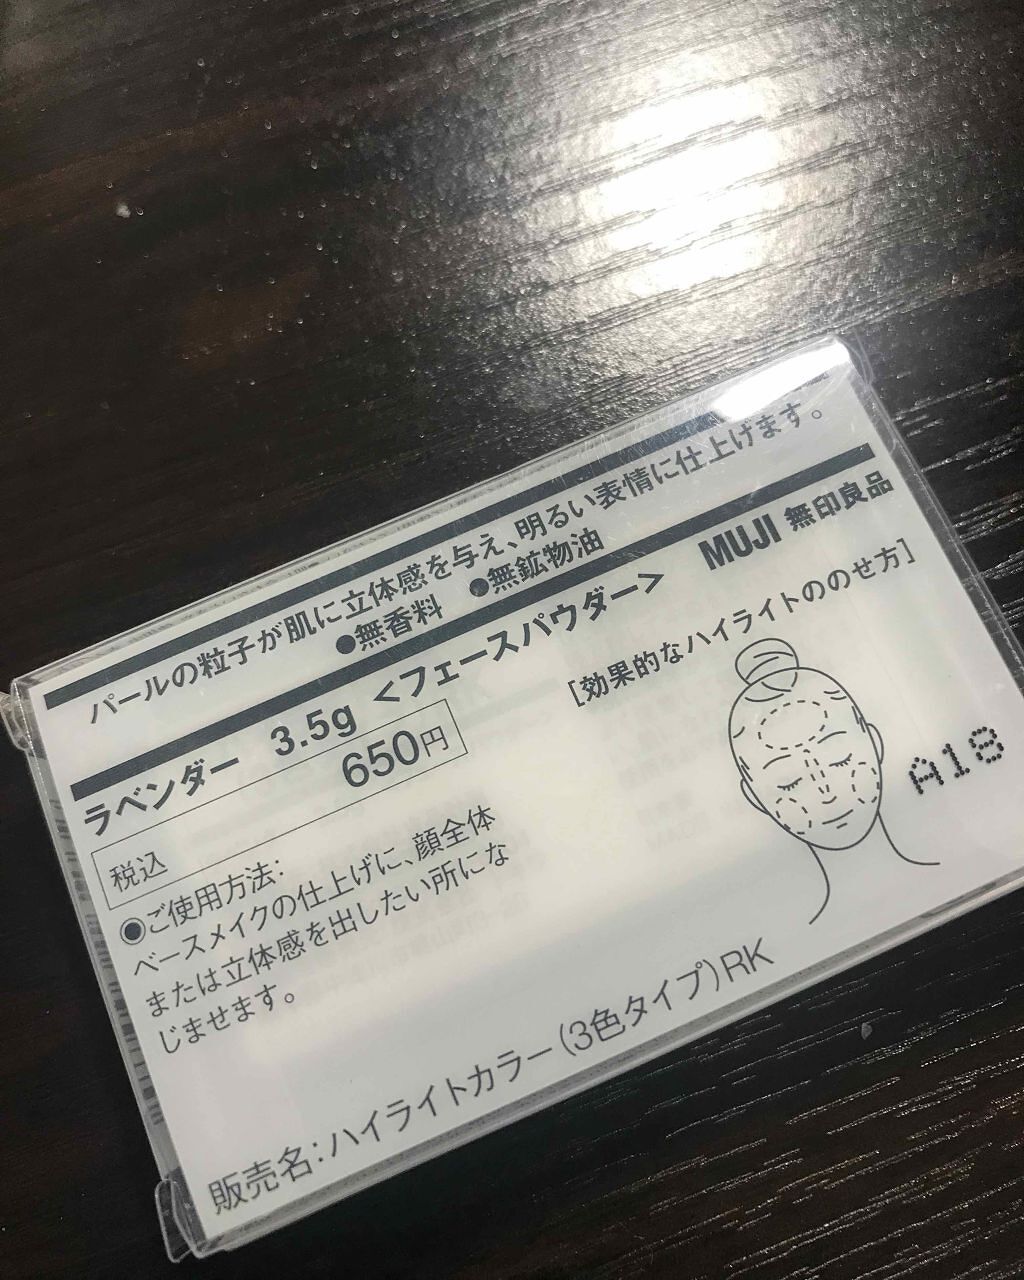 パールの粒子が肌に立体感を与え、明るい表情に仕上げます。
●無香料 ●無鉱物油
MUJI 無印良品
ラベンダー 3.5g <フェースパウダー>
税込 650円
[効果的なハイライトののせ方]
◉ご使用方法:
ベースメイクの仕上げに、顔全体
または立体感を出したい所にな
じませます。
A18
販売名:ハイライトカラー(3色タイプ)RK